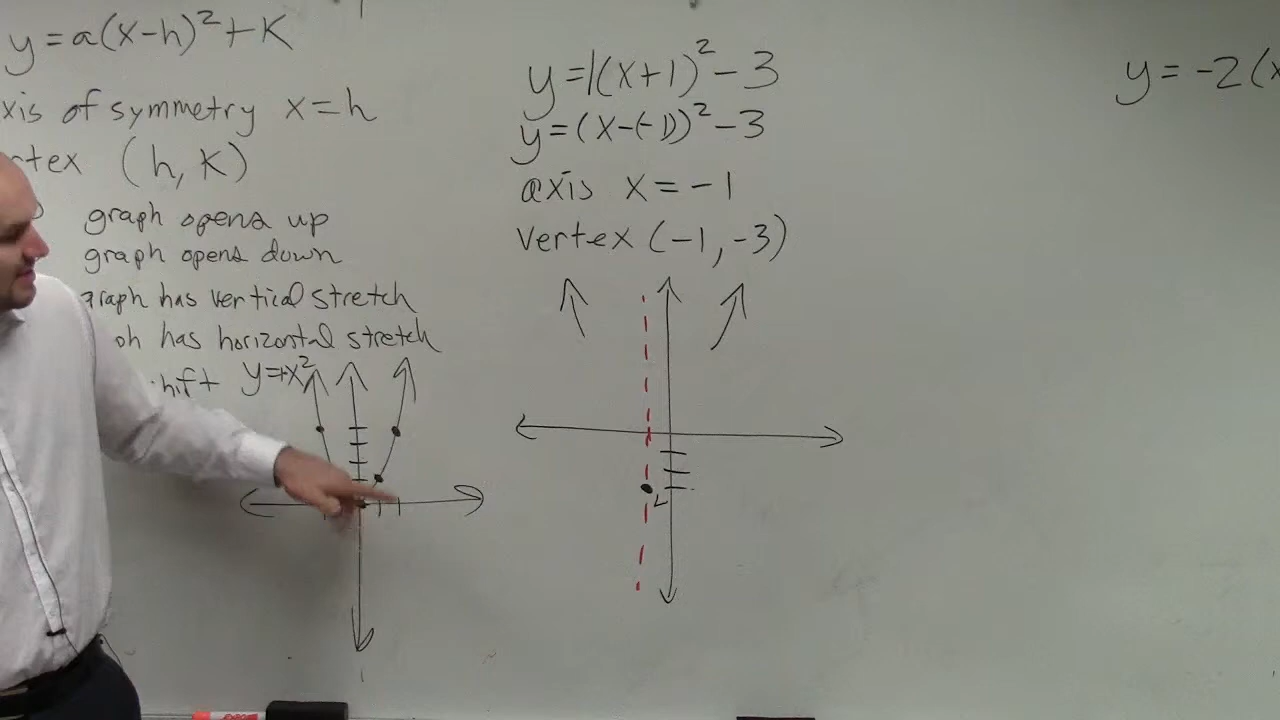 y = a(x-h)² + K
xis of symmetry x = h
rtex (h, K)
graph opens up
graph opens down
graph has vertical stretch
ph has horizontal stretch
hift y=+x²
y = 1(x+1)² - 3
y = (x-(-1))² - 3
axis x = -1
vertex (-1, -3)
y = -2(x